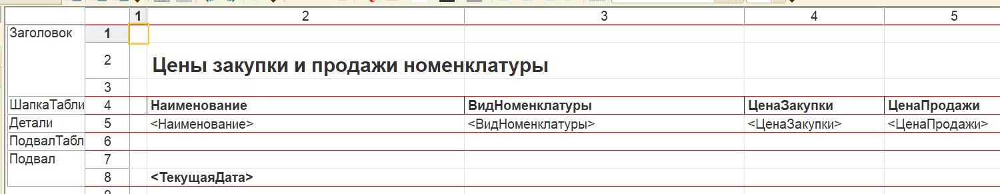 1 2 3 4 5
Заголовок 1
2 Цены закупки и продажи номенклатуры
3
ШапкаТабли 4 Наименование ВидНоменклатуры ЦенаЗакупки ЦенаПродажи
Детали 5 <Наименование> <ВидНоменклатуры> <ЦенаЗакупки> <ЦенаПродажи>
ПодвалТабл 6
Подвал 7
8 <ТекущаяДата>